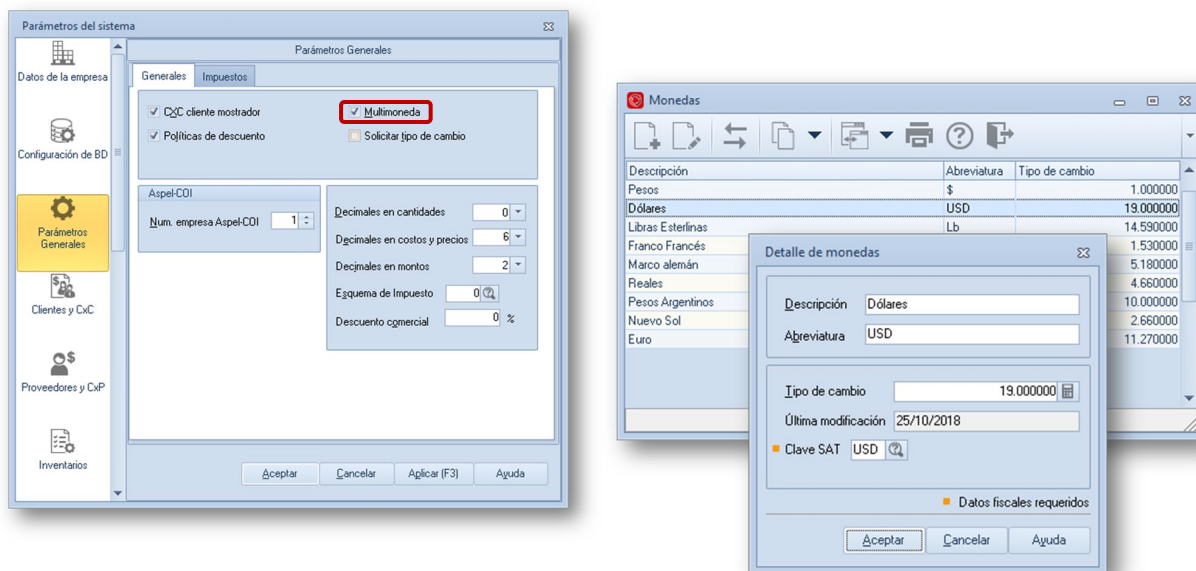 Parámetros del sistema
Datos de la empresa
Configuración de BD
Parámetros
Generales
Clientes y CxC
Proveedores y CxP
Inventarios
Parámetros Generales
Generales Impuestos
CXC cliente mostrador
Multimoneda
Políticas de descuento
Solicitar tipo de cambio
Aspel-COI
Num. empresa Aspel-COI 1
Decimales en cantidades 0
Decimales en costos y precios 6
Decimales en montos 2
Esquema de Impuesto 0
Descuento comercial 0 %
Aceptar Cancelar Aplicar (F3) Ayuda
Monedas
Descripción Abreviatura Tipo de cambio
Pesos $ 1.000000
Dólares USD 19.000000
Libras Esterlinas Lb 14.590000
Franco Francés 1.530000
Marco alemán 5.180000
Reales 4.660000
Pesos Argentinos 10.000000
Nuevo Sol 2.660000
Euro 11.270000
Detalle de monedas
Descripción Dólares
Abreviatura USD
Tipo de cambio 19.000000
Última modificación 25/10/2018
Clave SAT USD
Datos fiscales requeridos
Aceptar Cancelar Ayuda